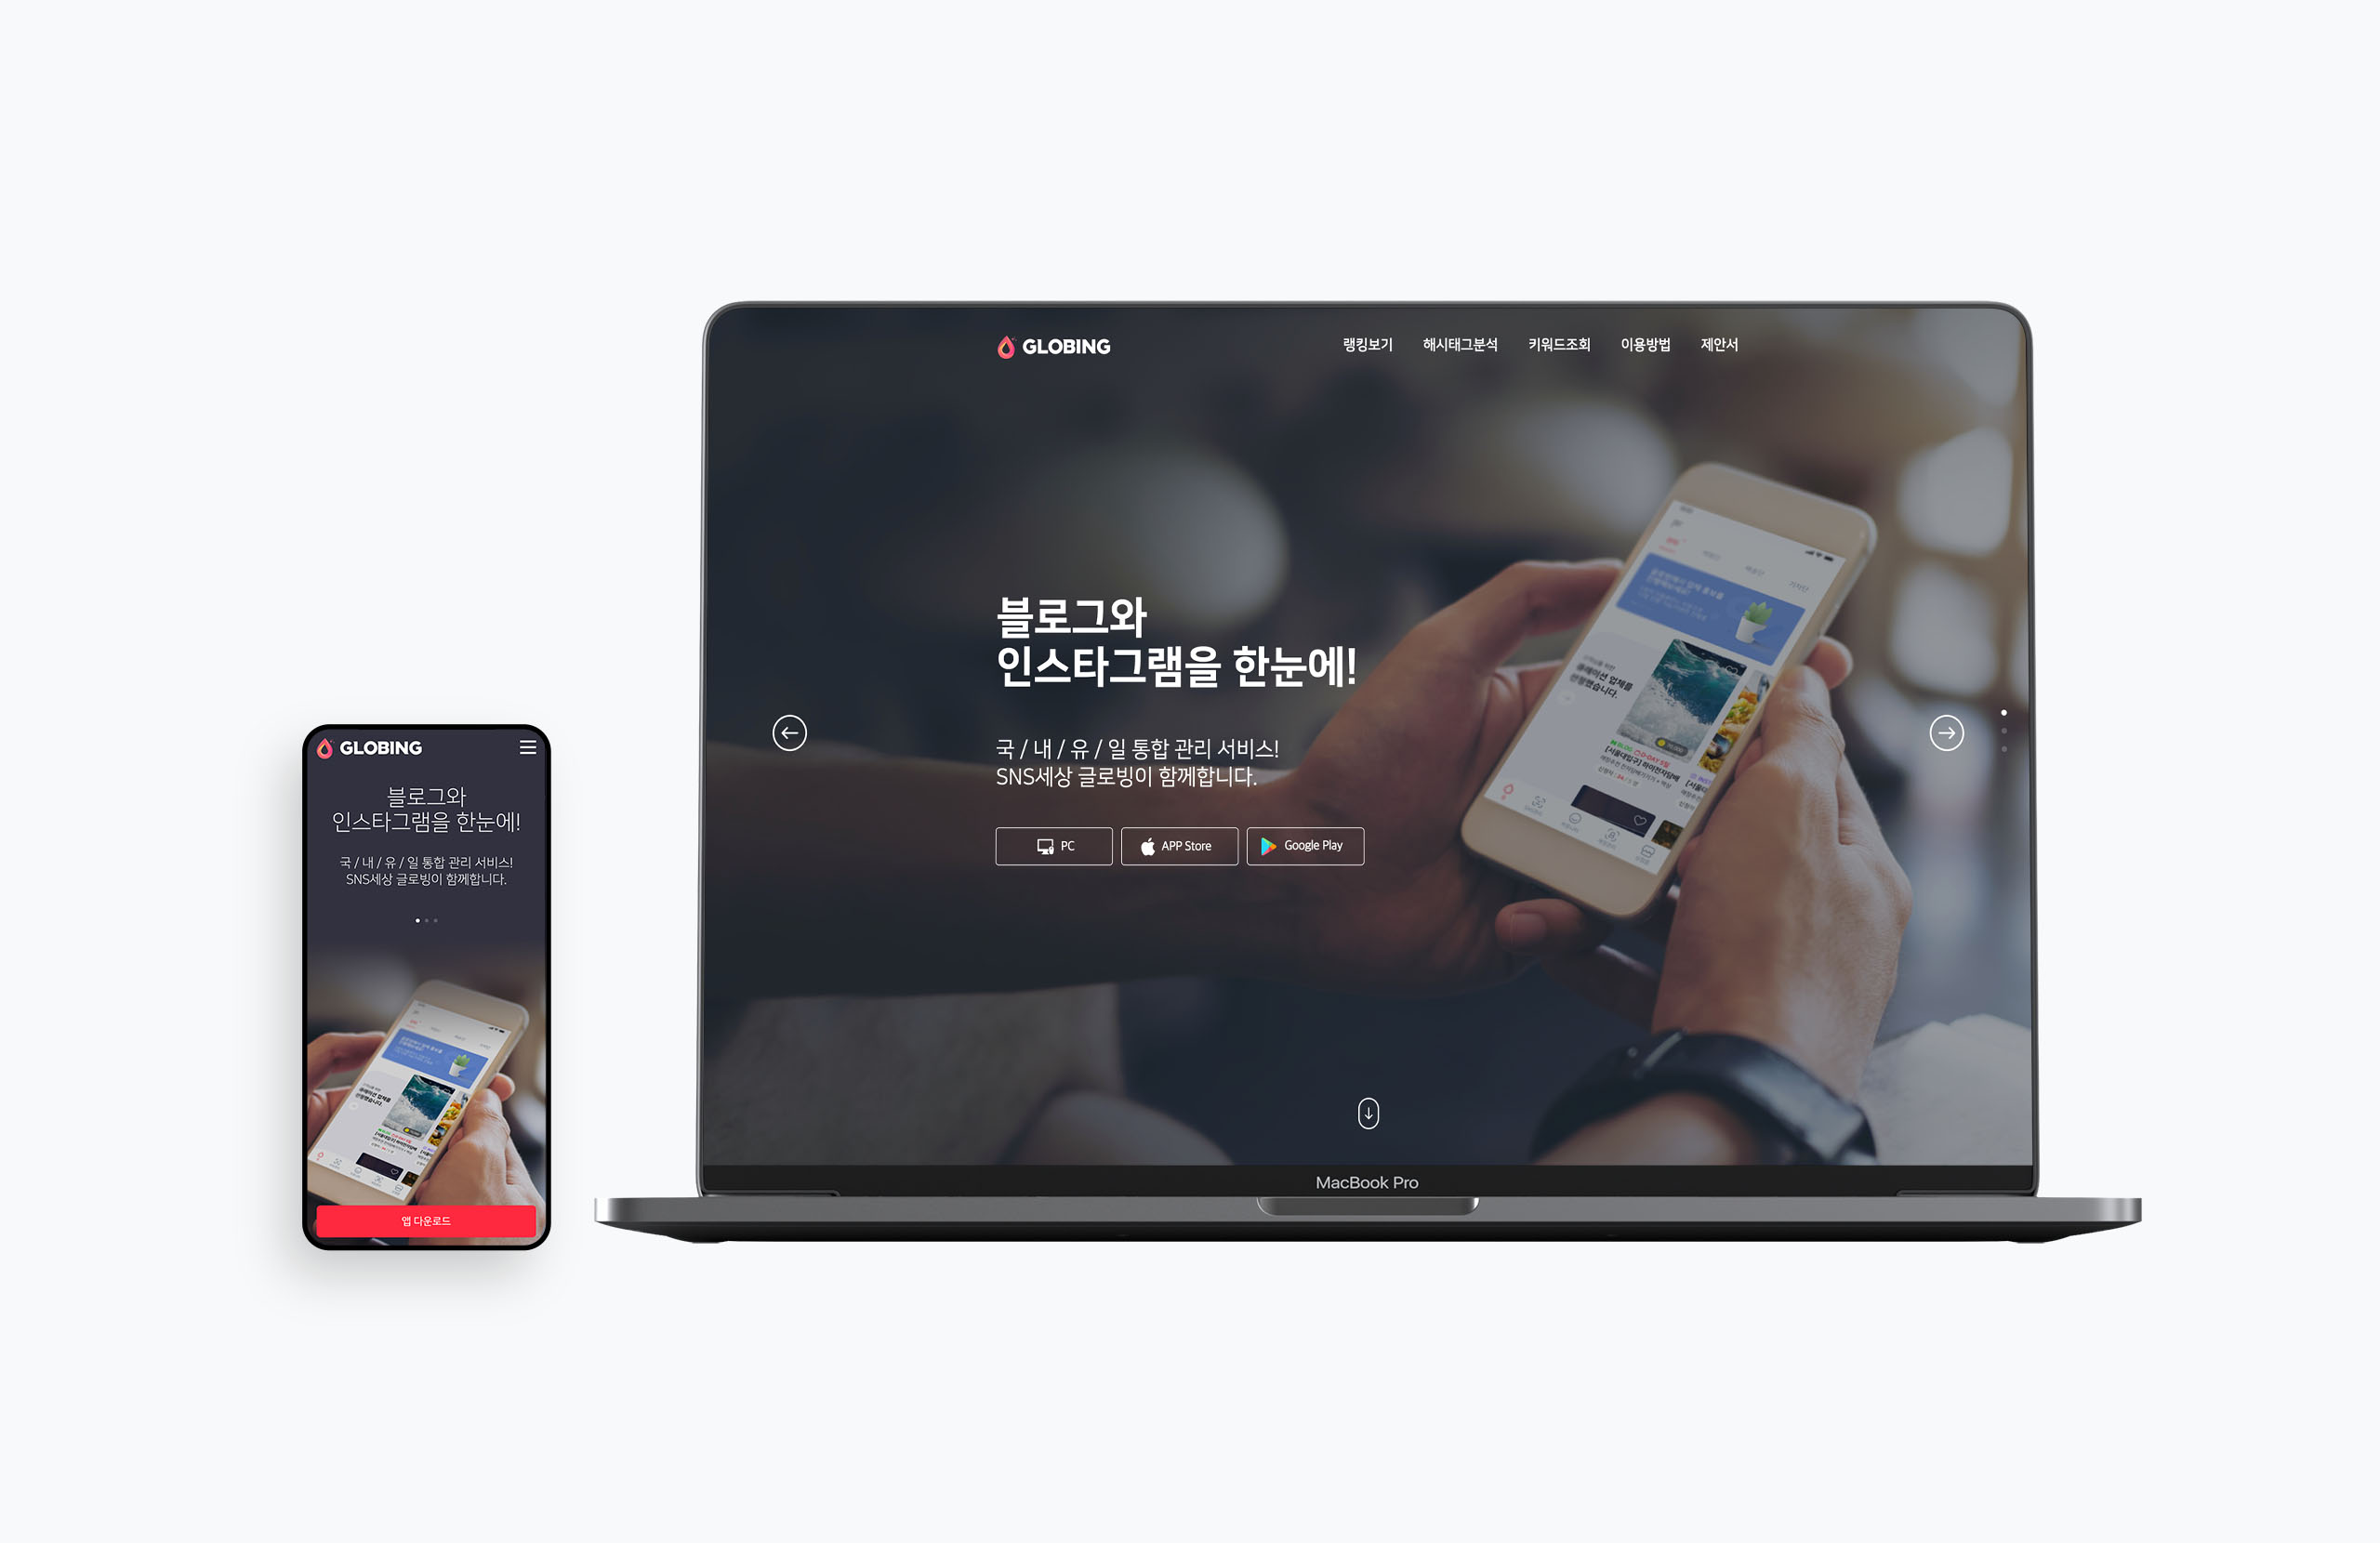 GLOBING
블로그와
인스타그램을 한눈에!
국 / 내 / 유 / 일 통합 관리 서비스!
SNS세상 글로빙이 함께합니다.
앱 다운로드
GLOBING
랭킹보기 해시태그분석 키워드조회 이용방법 제안서
블로그와
인스타그램을 한눈에!
국 / 내 / 유 / 일 통합 관리 서비스!
SNS세상 글로빙이 함께합니다.
PC APP Store Google Play
MacBook Pro